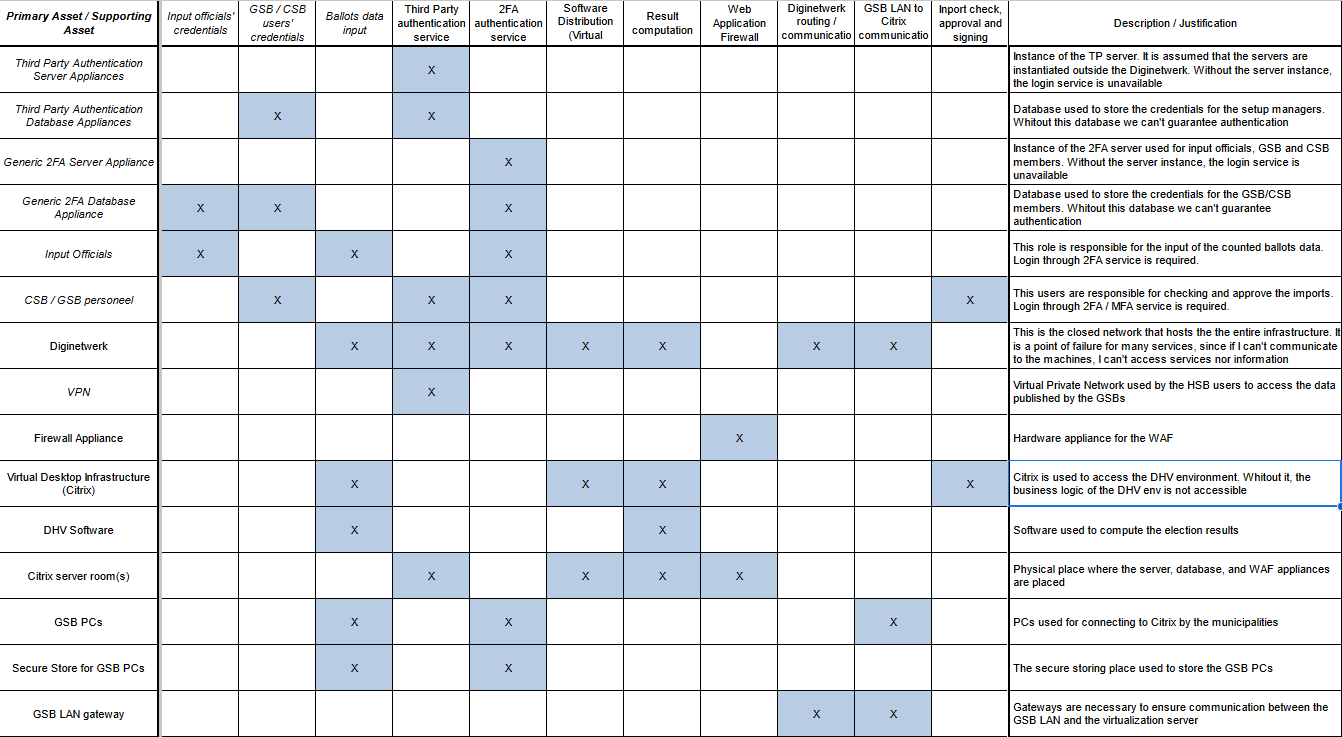 Primary Asset / Supporting
Asset
Input officials'
credentials
GSB / CSB
users'
credentials
Ballots data
input
Third Party
authentication
service
2FA
authentication
service
Software
Distribution
(Virtual
Result
computation
Web
Application
Firewall
Diginetwerk
routing /
communicatio
GSB LAN to
Citrix
communicatio
Inport check,
approval and
signing
Description / Justification
Third Party Authentication
Server Appliances
X
Instance of the TP server. It is assumed that the servers are
instantiated outside the Diginetwerk. Without the server instance,
the login service is unavailable
Third Party Authentication
Database Appliances
X X
Database used to store the credentials for the setup managers.
Whitout this database we can't guarantee authentication
Generic 2FA Server Appliance
X
Instance of the 2FA server used for input officials, GSB and CSB
members. Without the server instance, the login service is
unavailable
Generic 2FA Database
Appliance
X X X
Database used to store the credentials for the GSB/CSB
members. Whitout this database we can't guarantee
authentication
Input Officials
X X X
This role is responsible for the input of the counted ballots data.
Login through 2FA service is required.
CSB / GSB personeel
X X X X
This users are responsible for checking and approve the imports.
Login through 2FA / MFA service is required.
Diginetwerk
X X X X X X X
This is the closed network that hosts the the entire infrastructure. It
is a point of failure for many services, since if I can't communicate
to the machines, I can't access services nor information
VPN
X
Virtual Private Network used by the HSB users to access the data
published by the GSBs
Firewall Appliance
X
Hardware appliance for the WAF
Virtual Desktop Infrastructure
(Citrix)
X X X X
Citrix is used to access the DHV environment. Whitout it, the
business logic of the DHV env is not accessible
DHV Software
X X
Software used to compute the election results
Citrix server room(s)
X X X X
Physical place where the server, database, and WAF appliances
are placed
GSB PCs
X X X
PCs used for connecting to Citrix by the municipalities
Secure Store for GSB PCs
X X
The secure storing place used to store the GSB PCs
GSB LAN gateway
X X
Gateways are necessary to ensure communication between the
GSB LAN and the virtualization server